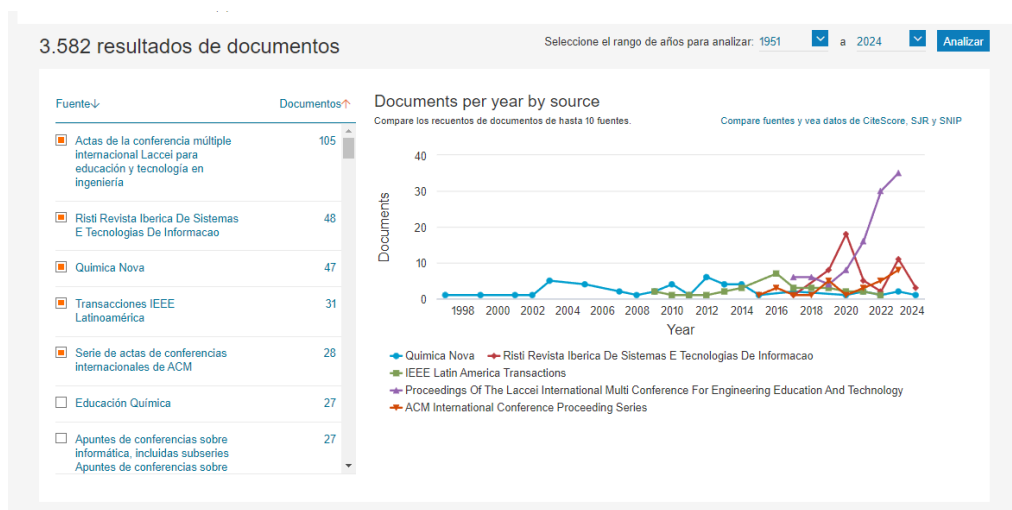 3.582 resultados de documentos
Seleccione el rango de años para analizar: 1951 a 2024 Analizar
Fuente↓ Documentos↑
Actas de la conferencia múltiple 105
internacional Laccei para
educación y tecnología en
ingeniería
Risti Revista Iberica De Sistemas 48
E Tecnologias De Informacao
Quimica Nova 47
Transacciones IEEE 31
Latinoamérica
Serie de actas de conferencias 28
internacionales de ACM
Educación Química 27
Apuntes de conferencias sobre 27
informática, incluidas subseries
Apuntes de conferencias sobre
Documents per year by source
Compare los recuentos de documentos de hasta 10 fuentes.
Compare fuentes y vea datos de CiteScore, SJR y SNIP
40
30
20
10
0
Documents
1998 2000 2002 2004 2006 2008 2010 2012 2014 2016 2018 2020 2022 2024
Year
Quimica Nova Risti Revista Iberica De Sistemas E Tecnologias De Informacao
IEEE Latin America Transactions
Proceedings Of The Laccei International Multi Conference For Engineering Education And Technology
ACM International Conference Proceeding Series